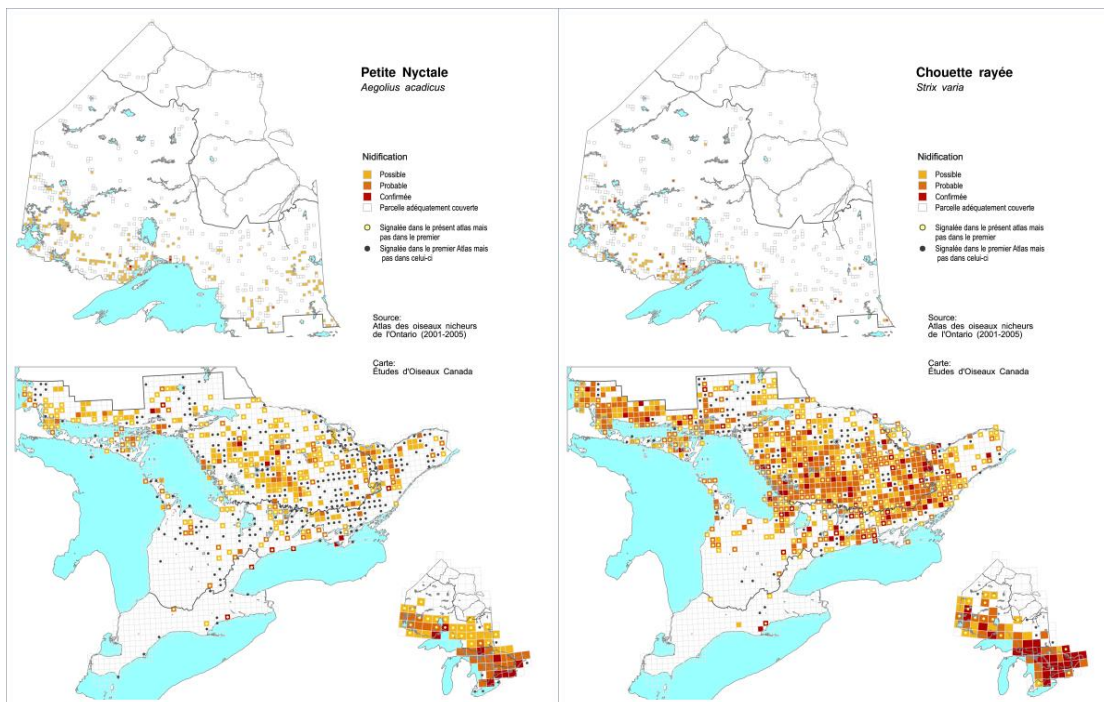 Petite Nyctale
Aegolius acadicus
Nidification
Possible
Probable
Confirmée
Parcelle adéquatement couverte
Signalée dans le présent atlas mais
pas dans le premier
Signalée dans le premier Atlas mais
pas dans celui-ci
Source:
Atlas des oiseaux nicheurs
de l'Ontario (2001-2005)
Carte:
Études d'Oiseaux Canada
Chouette rayée
Strix varia
Nidification
Possible
Probable
Confirmée
Parcelle adéquatement couverte
Signalée dans le présent atlas mais
pas dans le premier
Signalée dans le premier Atlas mais
pas dans celui-ci
Source:
Atlas des oiseaux nicheurs
de l'Ontario (2001-2005)
Carte:
Études d'Oiseaux Canada